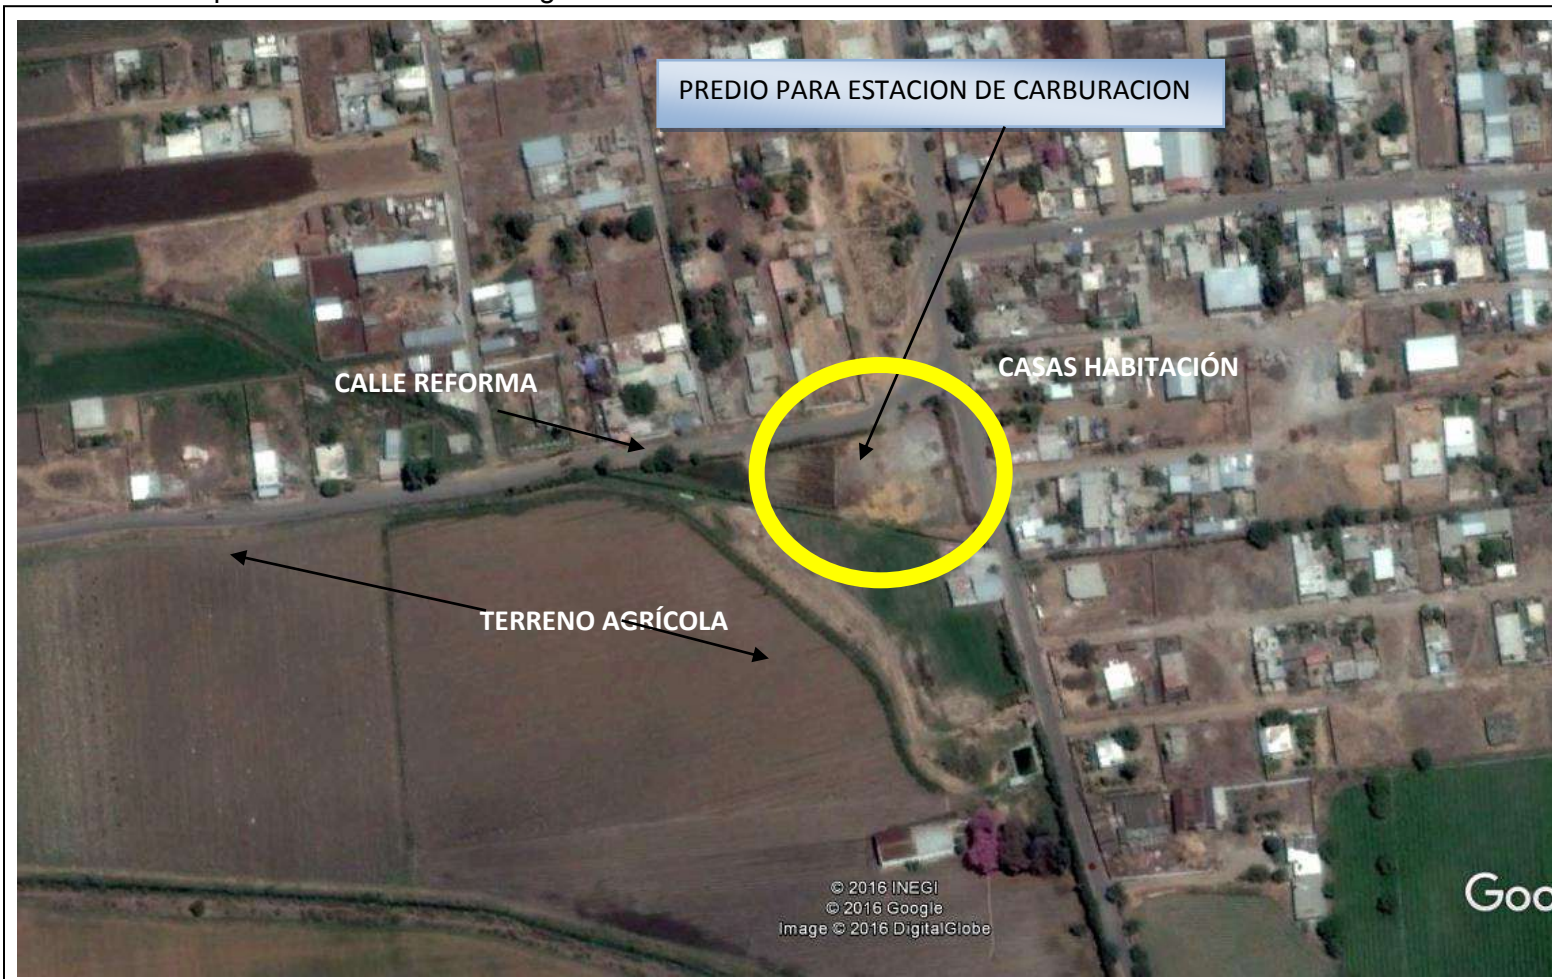 PREDIO PARA ESTACION DE CARBURACION
CASAS HABITACIÓN
CALLE REFORMA
TERRENO AGRÍCOLA
© 2016 INEGI
© 2016 Google
Image © 2016 DigitalGlobe
Goo